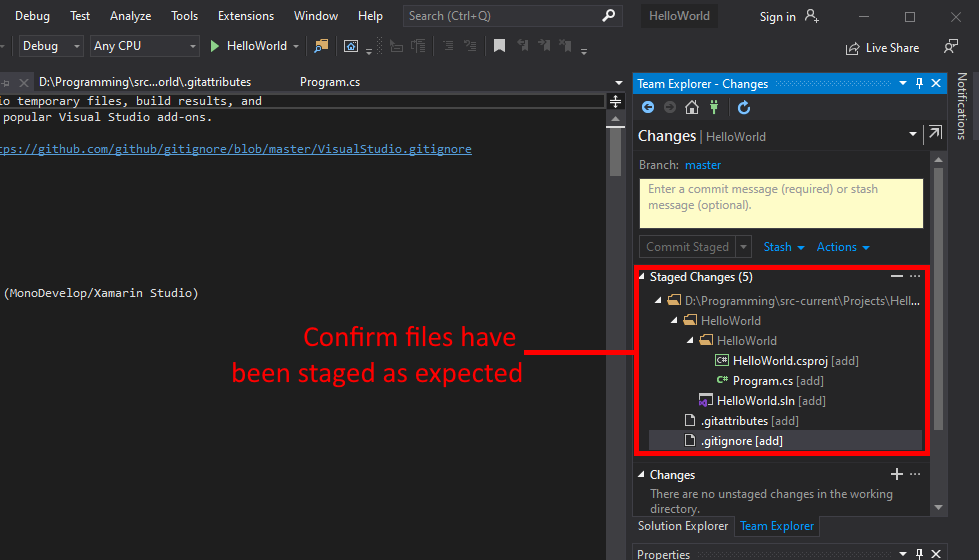 Debug Test Analyze Tools Extensions Window Help Search (Ctrl+Q) HelloWorld Sign in
Debug Any CPU HelloWorld Live Share
D:\Programming\src...orld\.gitattributes Program.cs
io temporary files, build results, and
popular Visual Studio add-ons.
tps://github.com/github/gitignore/blob/master/VisualStudio.gitignore
(MonoDevelop/Xamarin Studio)
Confirm files have
been staged as expected
Team Explorer - Changes
Changes | HelloWorld
Branch: master
Enter a commit message (required) or stash
message (optional).
Commit Staged Stash Actions
Staged Changes (5)
D:\Programming\src-current\Projects\Hell...
HelloWorld
HelloWorld
C# HelloWorld.csproj [add]
C# Program.cs [add]
HelloWorld.sln [add]
.gitattributes [add]
.gitignore [add]
Changes
There are no unstaged changes in the working
directory.
Solution Explorer Team Explorer
Properties
Notifications